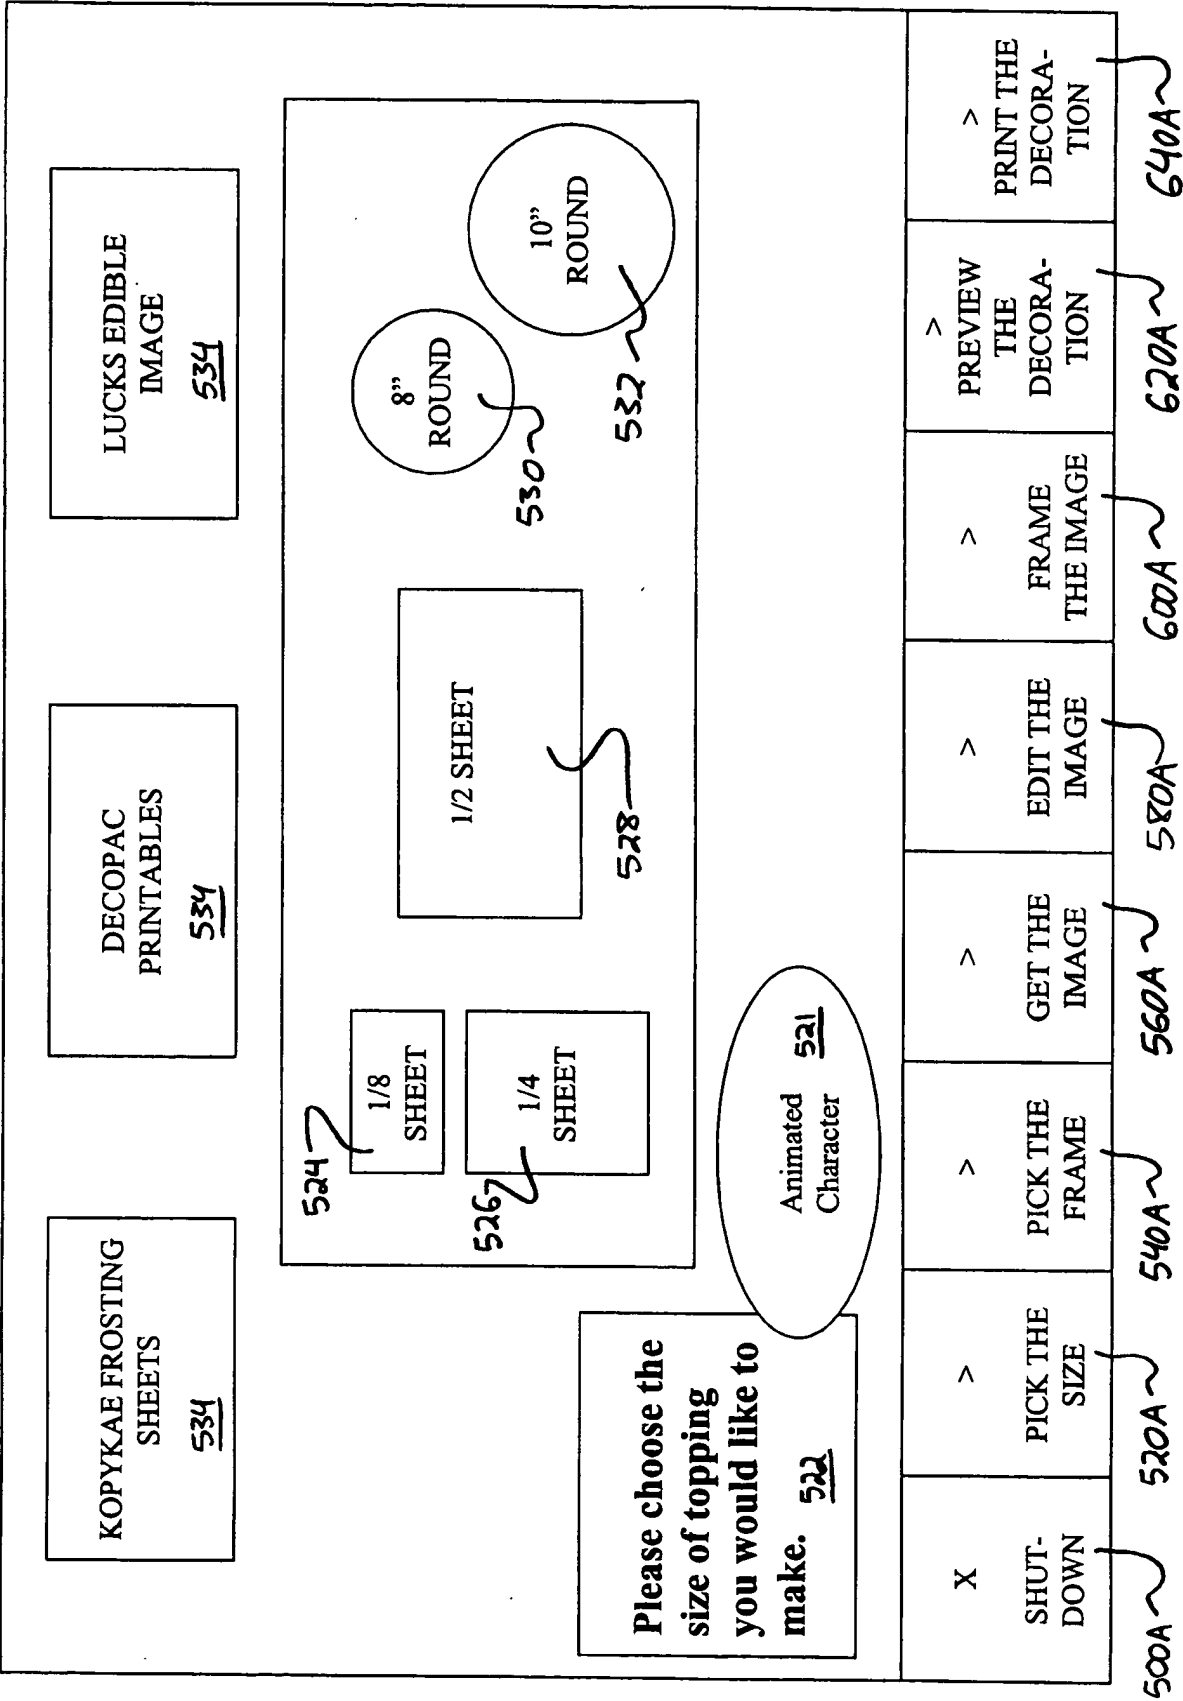 KOPYKAE FROSTING
SHEETS
534
DECOPAC
PRINTABLES
534
LUCKS EDIBLE
IMAGE
534
524
1/8
SHEET
526
1/4
SHEET
1/2 SHEET
528
8”
ROUND
530
10”
ROUND
532
Please choose the
size of topping
you would like to
make. 522
Animated
Character
521
X
SHUT-
DOWN
>
PICK THE
SIZE
>
PICK THE
FRAME
>
GET THE
IMAGE
>
EDIT THE
IMAGE
>
FRAME
THE IMAGE
>
PREVIEW
THE
DECORA-
TION
>
PRINT THE
DECORA-
TION
500A
520A
540A
560A
580A
600A
620A
640A